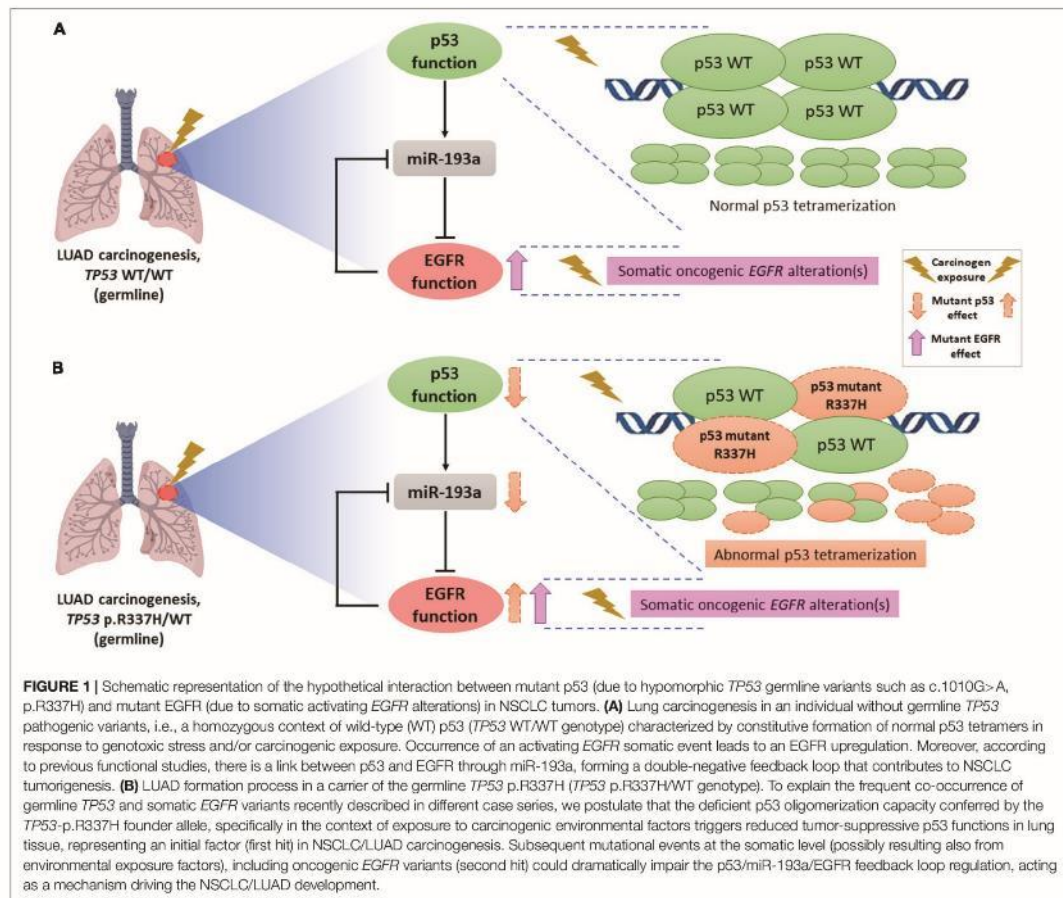 A
p53
function
miR-193a
EGFR
function
LUAD carcinogenesis,
TP53 WT/WT
(germline)
p53 WT
p53 WT
p53 WT
p53 WT
Normal p53 tetramerization
Somatic oncogenic EGFR alteration(s)
Carcinogen
exposure
Mutant p53
effect
Mutant EGFR
effect
B
p53
function
miR-193a
EGFR
function
LUAD carcinogenesis,
TP53 p.R337H/WT
(germline)
p53 WT
p53 mutant
R337H
p53 mutant
R337H
p53 WT
Abnormal p53 tetramerization
Somatic oncogenic EGFR alteration(s)
FIGURE 1 | Schematic representation of the hypothetical interaction between mutant p53 (due to hypomorphic TP53 germline variants such as c.1010G>A,
p.R337H) and mutant EGFR (due to somatic activating EGFR alterations) in NSCLC tumors. (A) Lung carcinogenesis in an individual without germline TP53
pathogenic variants, i.e., a homozygous context of wild-type (WT) p53 (TP53 WT/WT genotype) characterized by constitutive formation of normal p53 tetramers in
response to genotoxic stress and/or carcinogenic exposure. Occurrence of an activating EGFR somatic event leads to an EGFR upregulation. Moreover, according
to previous functional studies, there is a link between p53 and EGFR through miR-193a, forming a double-negative feedback loop that contributes to NSCLC
tumorigenesis. (B) LUAD formation process in a carrier of the germline TP53 p.R337H (TP53 p.R337H/WT genotype). To explain the frequent co-occurrence of
germline TP53 and somatic EGFR variants recently described in different case series, we postulate that the deficient p53 oligomerization capacity conferred by the
TP53-p.R337H founder allele, specifically in the context of exposure to carcinogenic environmental factors triggers reduced tumor-suppressive p53 functions in lung
tissue, representing an initial factor (first hit) in NSCLC/LUAD carcinogenesis. Subsequent mutational events at the somatic level (possibly resulting also from
environmental exposure factors), including oncogenic EGFR variants (second hit) could dramatically impair the p53/miR-193a/EGFR feedback loop regulation, acting
as a mechanism driving the NSCLC/LUAD development.